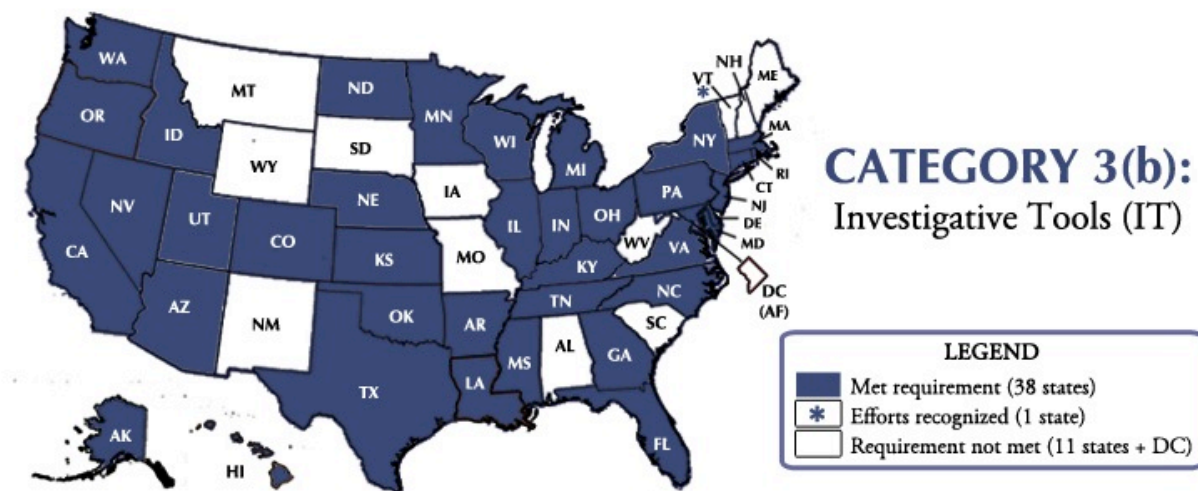 WA
MT
ND
MN
VT
NH
ME
*
OR
ID
WY
SD
WI
MI
NY
MA
RI
CT
NJ
DE
MD
DC
(AF)
NV
UT
CO
NE
IA
IL
IN
OH
PA
WV
VA
CA
AZ
NM
KS
MO
KY
TN
NC
SC
OK
AR
TX
LA
MS
AL
GA
FL
AK
HI
CATEGORY 3(b):
Investigative Tools (IT)
LEGEND
Met requirement (38 states)
* Efforts recognized (1 state)
Requirement not met (11 states + DC)